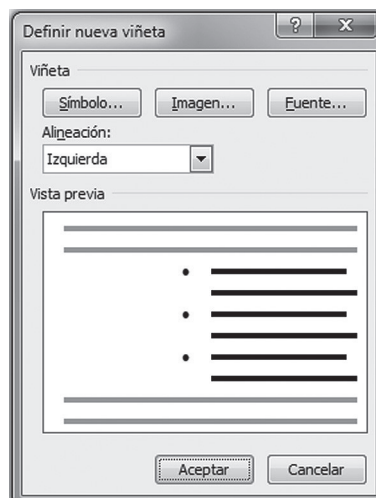 Definir nueva viñeta
Viñeta
Símbolo... Imagen... Fuente...
Alineación:
Izquierda
Vista previa
Aceptar Cancelar